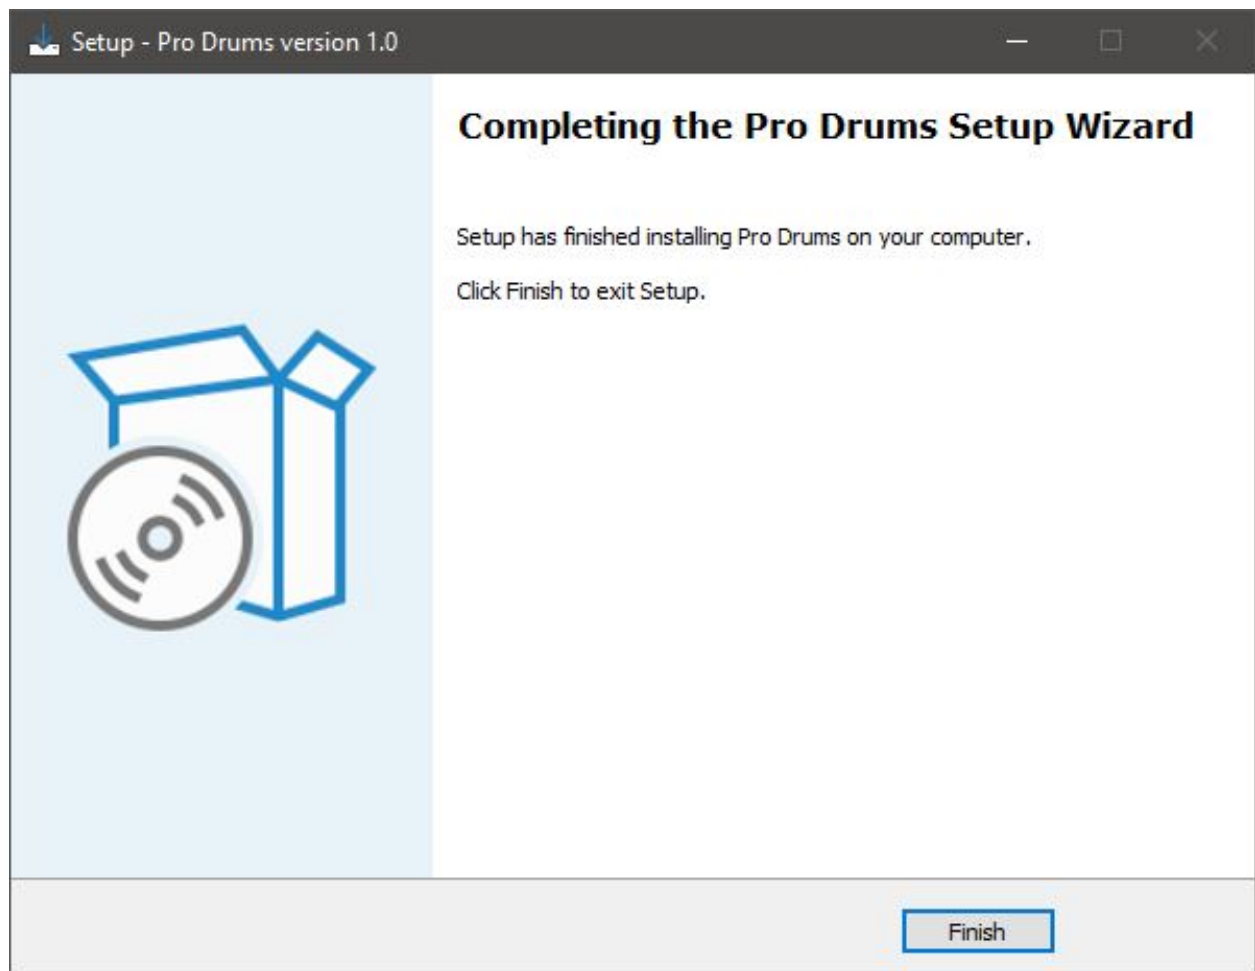 Setup - Pro Drums version 1.0
Completing the Pro Drums Setup Wizard
Setup has finished installing Pro Drums on your computer.
Click Finish to exit Setup.
Finish